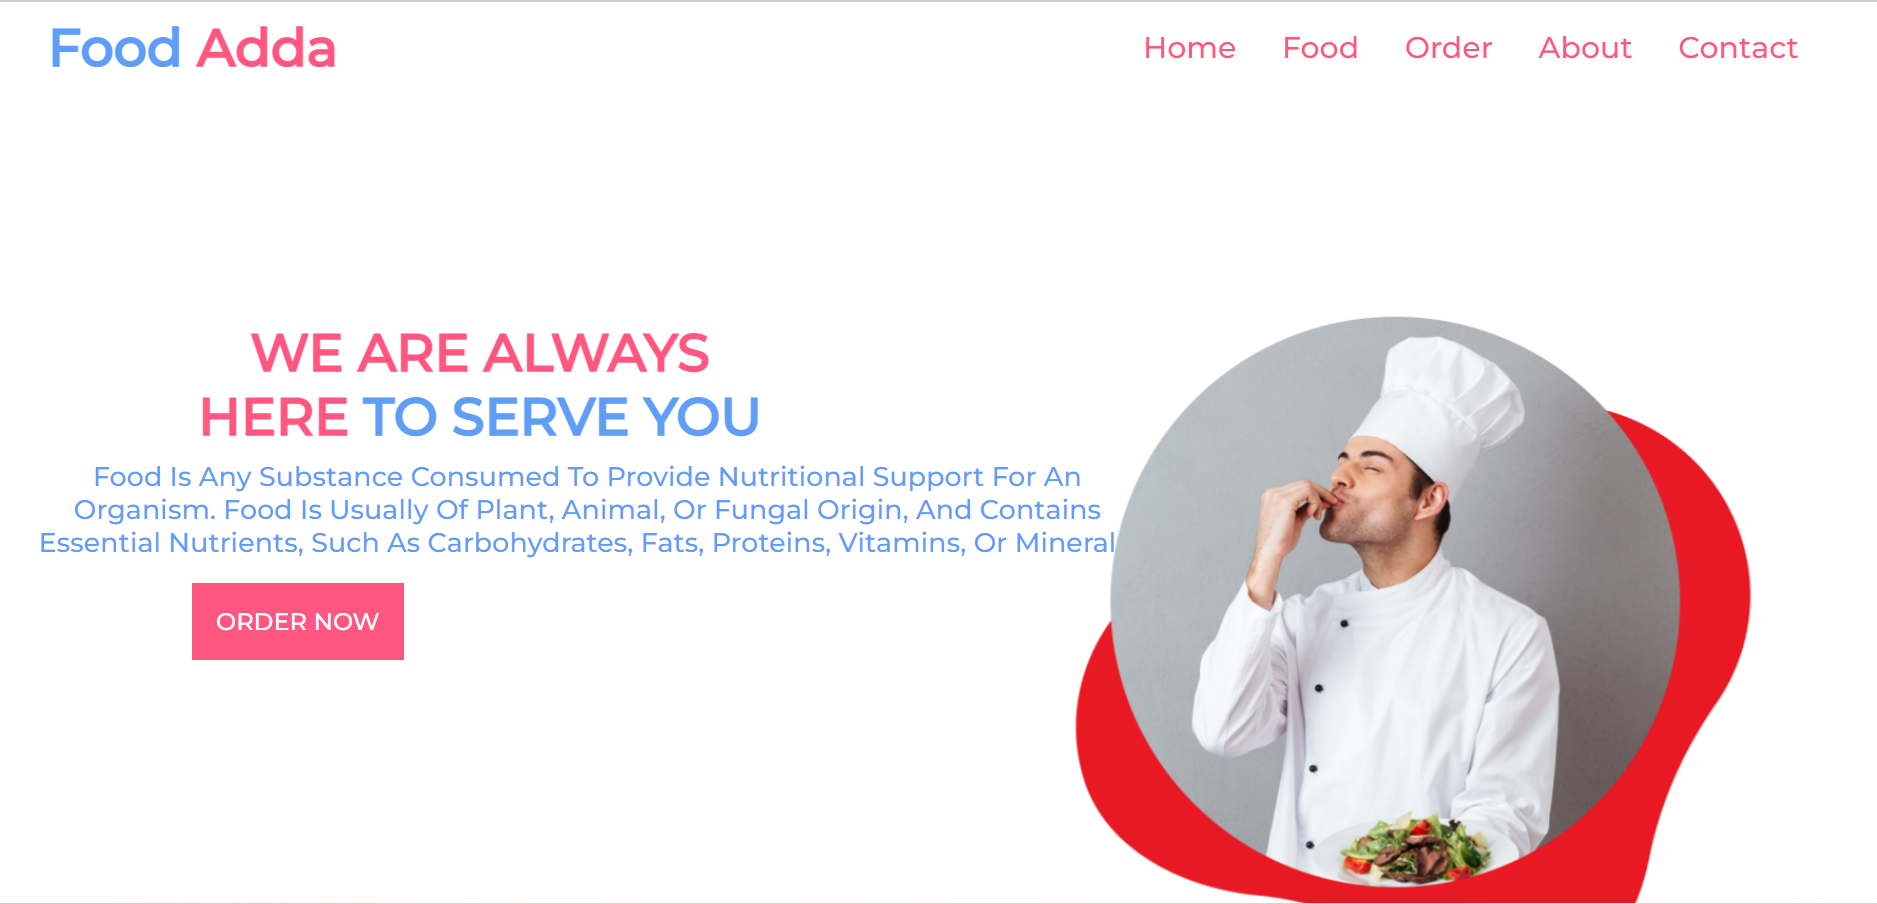 Food Adda
Home Food Order About Contact
WE ARE ALWAYS
HERE TO SERVE YOU
Food Is Any Substance Consumed To Provide Nutritional Support For An
Organism. Food Is Usually Of Plant, Animal, Or Fungal Origin, And Contains
Essential Nutrients, Such As Carbohydrates, Fats, Proteins, Vitamins, Or Mineral
ORDER NOW